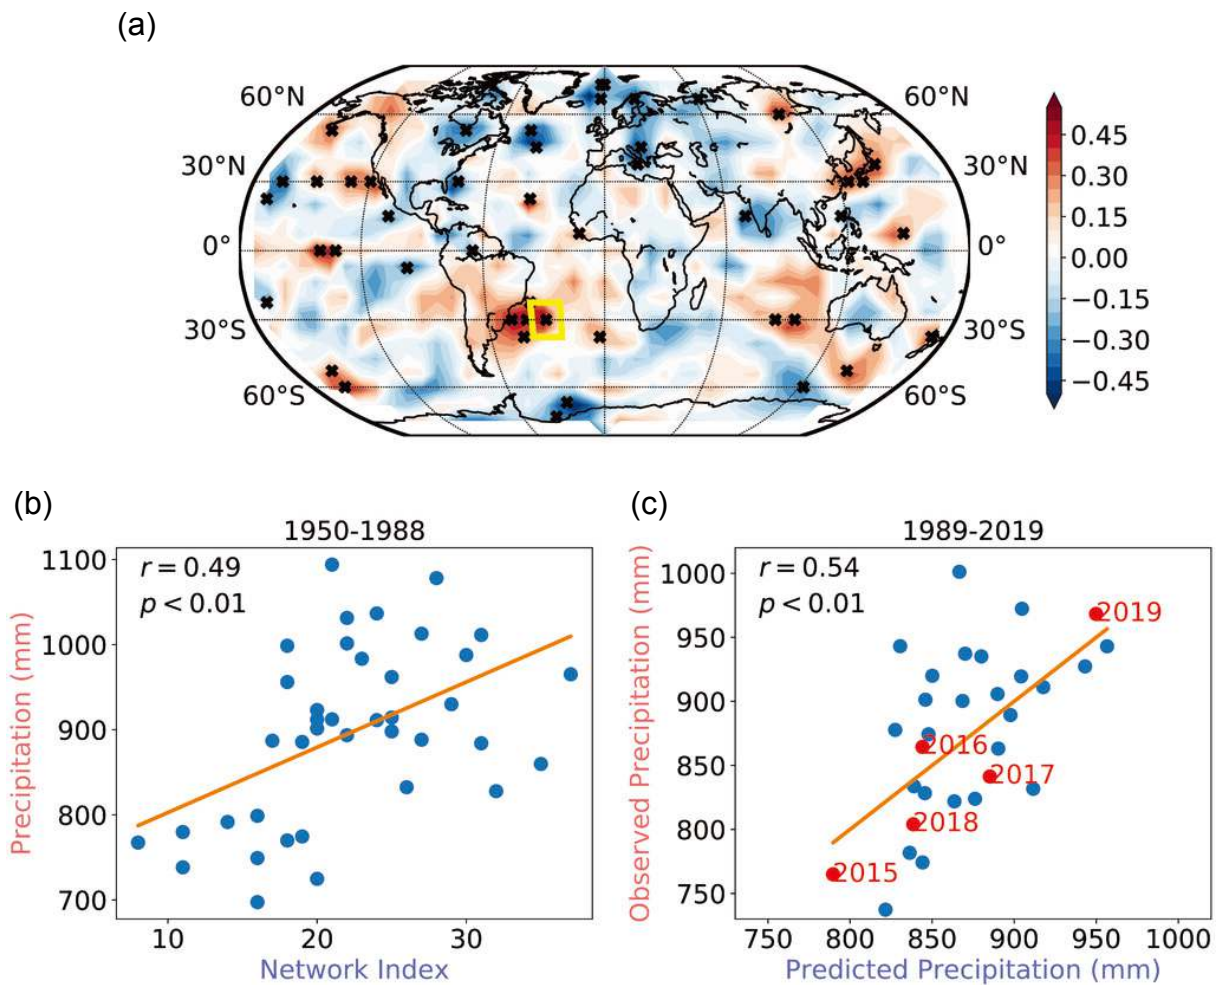 (a)
60°N 60°N
30°N 30°N
0° 0°
30°S 30°S
60°S 60°S
0.45
0.30
0.15
0.00
−0.15
−0.30
−0.45
(b)
1950-1988
r = 0.49
p < 0.01
Precipitation (mm)
1100
1000
900
800
700
10 20 30
Network Index
(c)
1989-2019
r = 0.54
p < 0.01
Observed Precipitation (mm)
1000
950
900
850
800
750
2019
2016
2017
2018
2015
750 800 850 900 950 1000
Predicted Precipitation (mm)